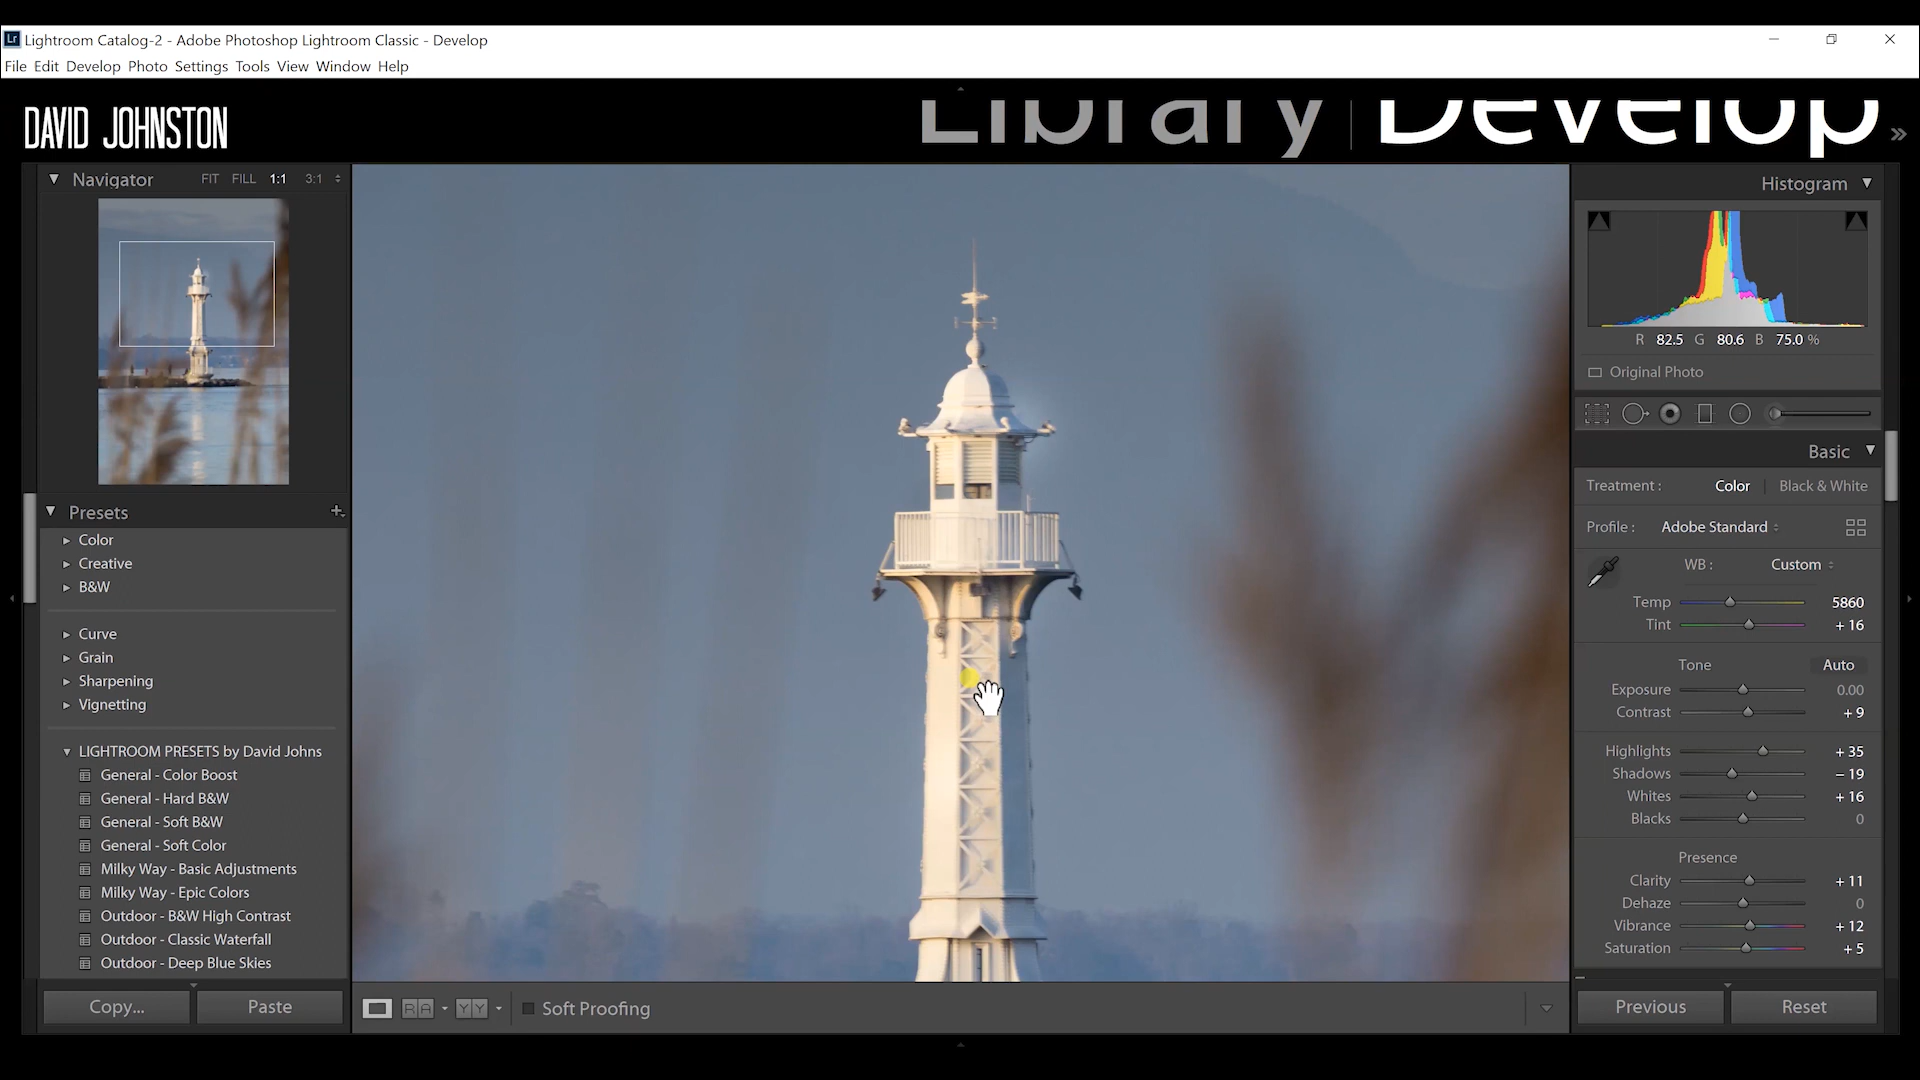 Lightroom Catalog-2 - Adobe Photoshop Lightroom Classic - Develop
File Edit Develop Photo Settings Tools View Window Help
DAVID JOHNSTON
Library | Develop
Navigator FIT FILL 1:1 3:1
Presets
Color
Creative
B&W
Curve
Grain
Sharpening
Vignetting
LIGHTROOM PRESETS by David Johns
General - Color Boost
General - Hard B&W
General - Soft B&W
General - Soft Color
Milky Way - Basic Adjustments
Milky Way - Epic Colors
Outdoor - B&W High Contrast
Outdoor - Classic Waterfall
Outdoor - Deep Blue Skies
Copy... Paste
R A Y Y Soft Proofing
Histogram
R 82.5 G 80.6 B 75.0 %
Original Photo
Basic
Treatment : Color Black & White
Profile : Adobe Standard
WB : Custom
Temp 5860
Tint + 16
Tone Auto
Exposure 0.00
Contrast + 9
Highlights + 35
Shadows – 19
Whites + 16
Blacks 0
Presence
Clarity + 11
Dehaze 0
Vibrance + 12
Saturation + 5
Previous Reset